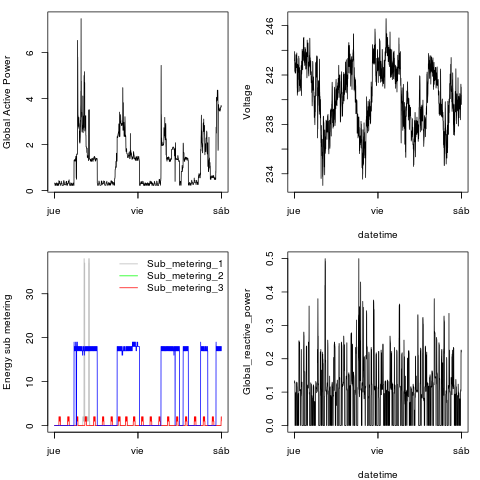 Global Active Power
0
2
4
6
jue
vie
sáb
Voltage
234
238
242
246
jue
vie
sáb
datetime
Energy sub metering
0
10
20
30
Sub_metering_1
Sub_metering_2
Sub_metering_3
jue
vie
sáb
Global_reactive_power
0.0
0.1
0.2
0.3
0.4
0.5
jue
vie
sáb
datetime